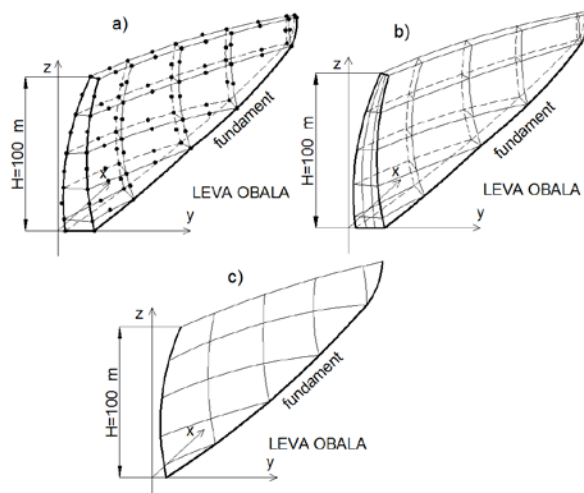 a)
z
H=100 m
x
y
fundament
LEVA OBALA
b)
z
H=100 m
x
y
fundament
LEVA OBALA
c)
z
H=100 m
x
y
fundament
LEVA OBALA